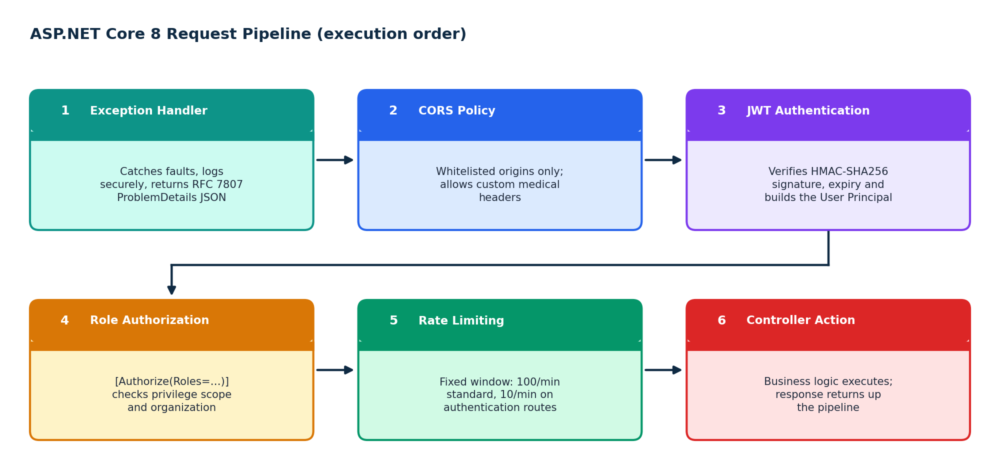 ASP.NET Core 8 Request Pipeline (execution order)
1 Exception Handler
Catches faults, logs
securely, returns RFC 7807
ProblemDetails JSON
2 CORS Policy
Whitelisted origins only;
allows custom medical
headers
3 JWT Authentication
Verifies HMAC-SHA256
signature, expiry and
builds the User Principal
4 Role Authorization
[Authorize(Roles=...)]
checks privilege scope
and organization
5 Rate Limiting
Fixed window: 100/min
standard, 10/min on
authentication routes
6 Controller Action
Business logic executes;
response returns up
the pipeline